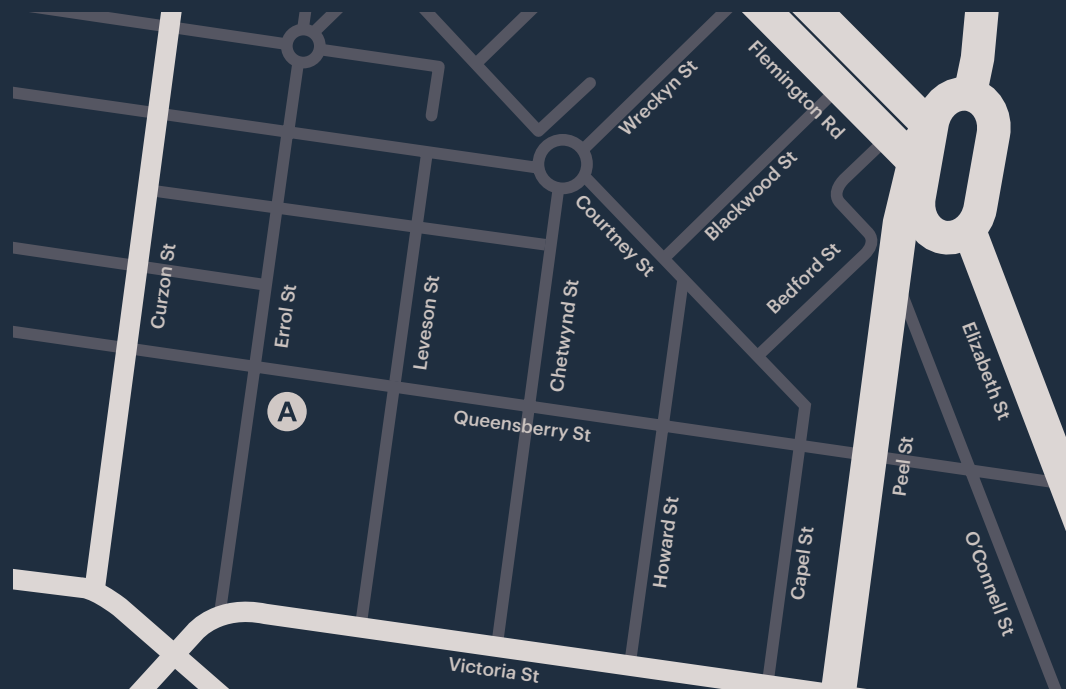 Flemington Rd
Wreckyn St
Blackwood St
Courtney St
Bedford St
Curzon St
Errol St
Leveson St
Chetwynd St
Elizabeth St
A
Queensberry St
Peel St
Howard St
Capel St
O'Connell St
Victoria St